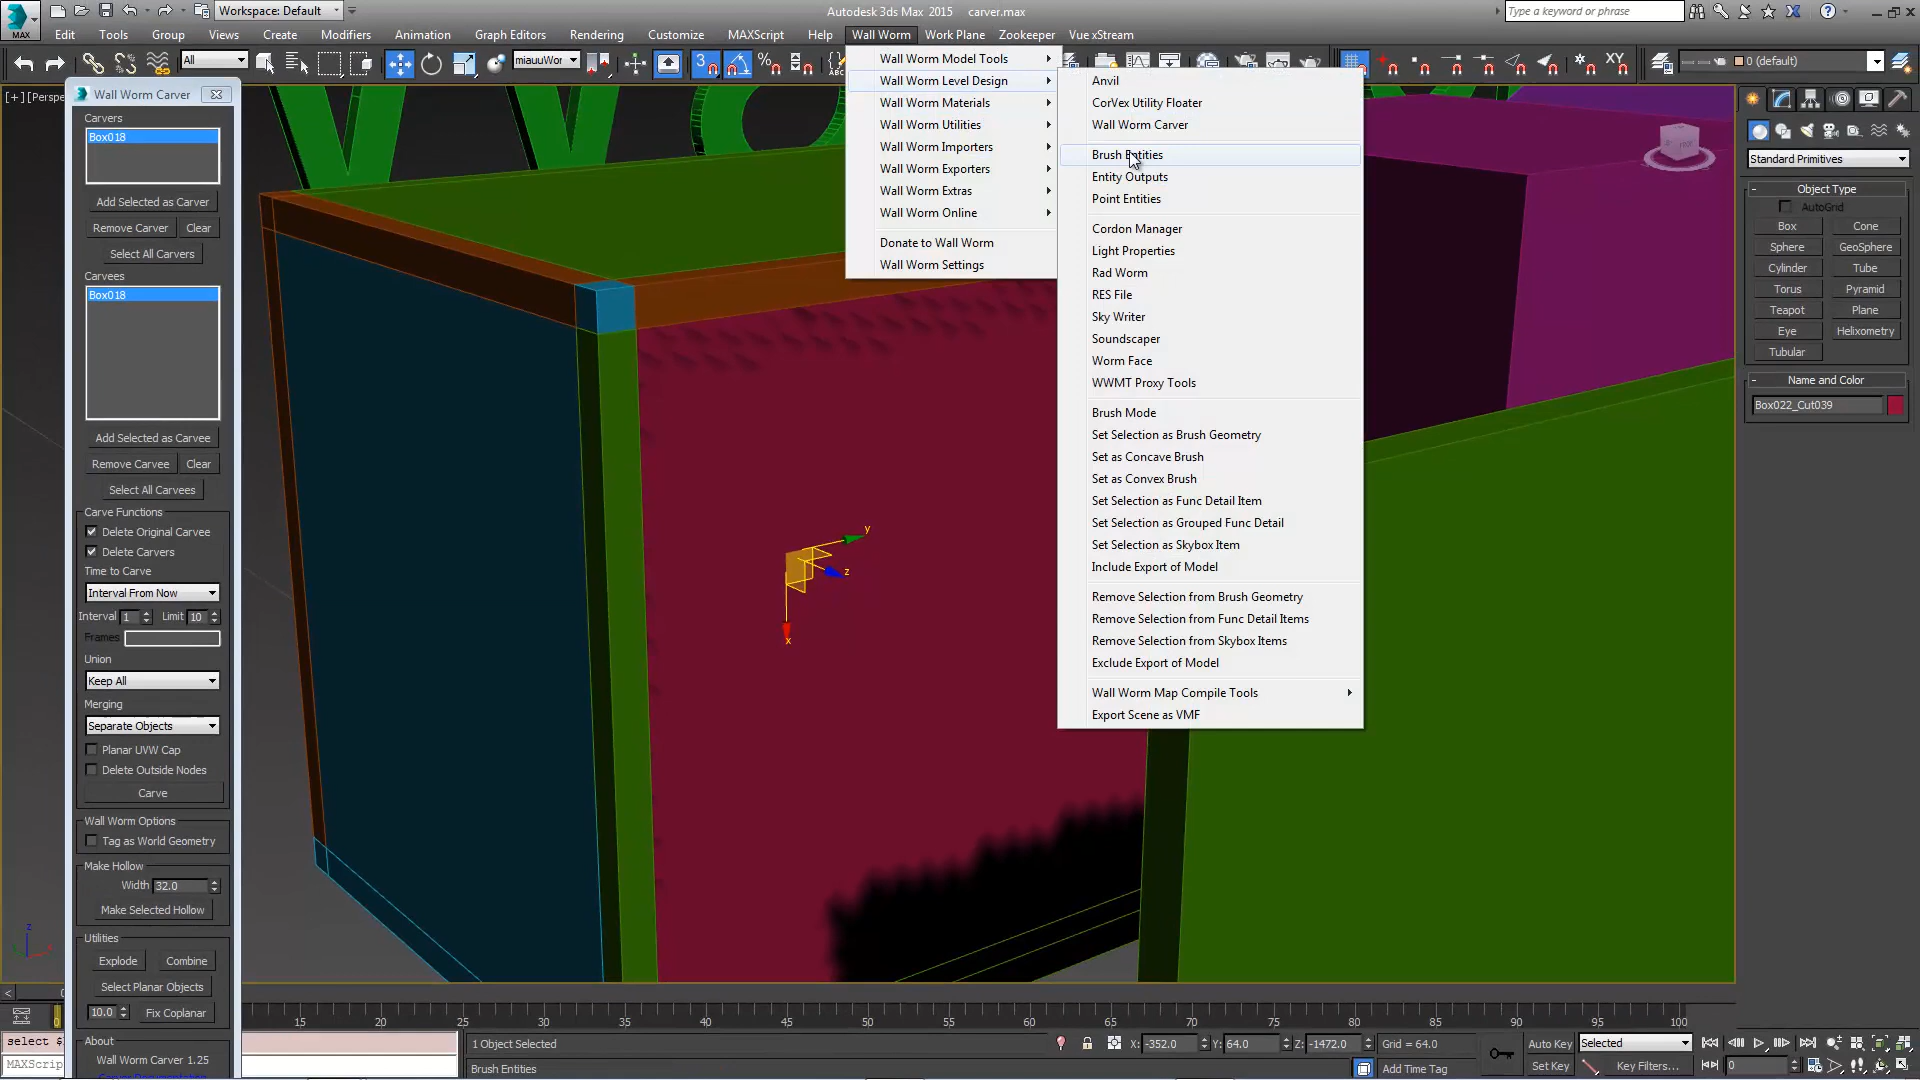 Workspace: Default
Autodesk 3ds Max 2015
carver.max
Type a keyword or phrase
MAX
Edit
Tools
Group
Views
Create
Modifiers
Animation
Graph Editors
Rendering
Customize
MAXScript
Help
Wall Worm
Work Plane
Zookeeper
Vue xStream
All
miauuWor
0 (default)
[+] [Persp
Wall Worm Carver
Carvers
Box018
Add Selected as Carver
Remove Carver
Clear
Select All Carvers
Carvees
Box018
Add Selected as Carvee
Remove Carvee
Clear
Select All Carvees
Carve Functions
Delete Original Carvee
Delete Carvers
Time to Carve
Interval From Now
Interval 1
Limit 10
Frames
Union
Keep All
Merging
Separate Objects
Planar UVW Cap
Delete Outside Nodes
Carve
Wall Worm Options
Tag as World Geometry
Make Hollow
Width 32.0
Make Selected Hollow
Utilities
Explode
Combine
Select Planar Objects
10.0
Fix Coplanar
About
Wall Worm Carver 1.25
Wall Worm Model Tools
Wall Worm Level Design
Wall Worm Materials
Wall Worm Utilities
Wall Worm Importers
Wall Worm Exporters
Wall Worm Extras
Wall Worm Online
Donate to Wall Worm
Wall Worm Settings
Anvil
CorVex Utility Floater
Wall Worm Carver
Brush Entities
Entity Outputs
Point Entities
Cordon Manager
Light Properties
Rad Worm
RES File
Sky Writer
Soundscaper
Worm Face
WWMT Proxy Tools
Brush Mode
Set Selection as Brush Geometry
Set as Concave Brush
Set as Convex Brush
Set Selection as Func Detail Item
Set Selection as Grouped Func Detail
Set Selection as Skybox Item
Include Export of Model
Remove Selection from Brush Geometry
Remove Selection from Func Detail Items
Remove Selection from Skybox Items
Exclude Export of Model
Wall Worm Map Compile Tools
Export Scene as VMF
y
z
x
Standard Primitives
Object Type
AutoGrid
Box
Cone
Sphere
GeoSphere
Cylinder
Tube
Torus
Pyramid
Teapot
Plane
Eye
Helixometry
Tubular
Name and Color
Box022_Cut039
15
20
25
30
35
40
45
50
55
60
65
70
75
80
85
90
95
100
select $
MAXScrip
1 Object Selected
Brush Entities
X: -352.0
Y: 64.0
Z: -1472.0
Grid = 64.0
Add Time Tag
Auto Key
Selected
Set Key
Key Filters...
0